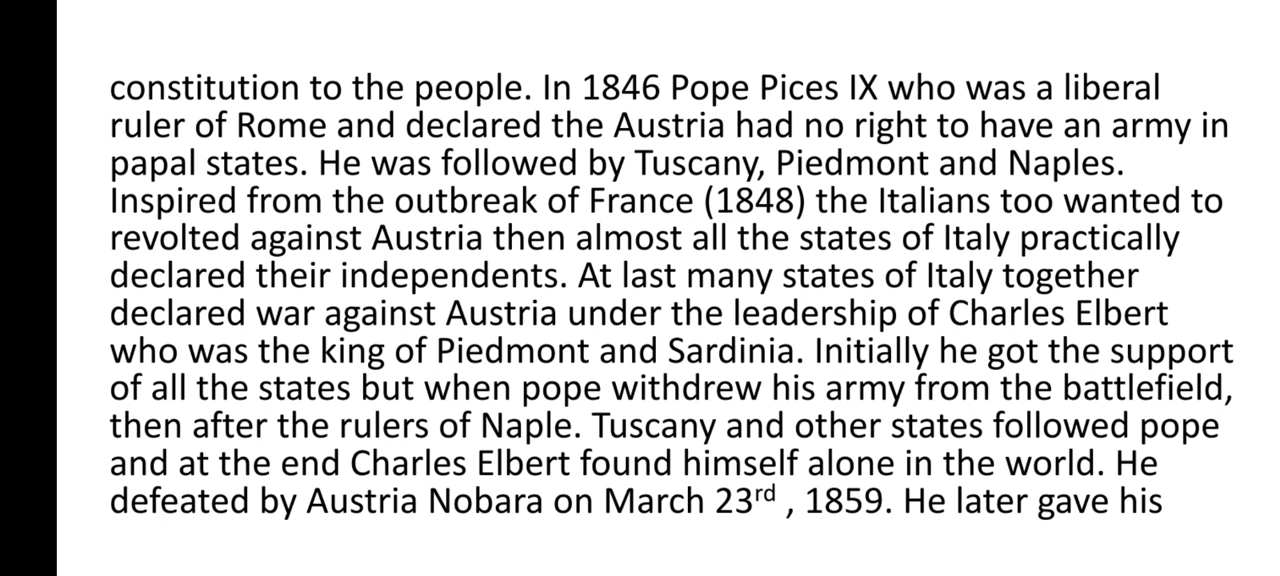 constitution to the people. In 1846 Pope Pices IX who was a liberal
ruler of Rome and declared the Austria had no right to have an army in
papal states. He was followed by Tuscany, Piedmont and Naples.
Inspired from the outbreak of France (1848) the Italians too wanted to
revolted against Austria then almost all the states of Italy practically
declared their independents. At last many states of Italy together
declared war against Austria under the leadership of Charles Elbert
who was the king of Piedmont and Sardinia. Initially he got the support
of all the states but when pope withdrew his army from the battlefield,
then after the rulers of Naple. Tuscany and other states followed pope
and at the end Charles Elbert found himself alone in the world. He
defeated by Austria Nobara on March 23rd , 1859. He later gave his